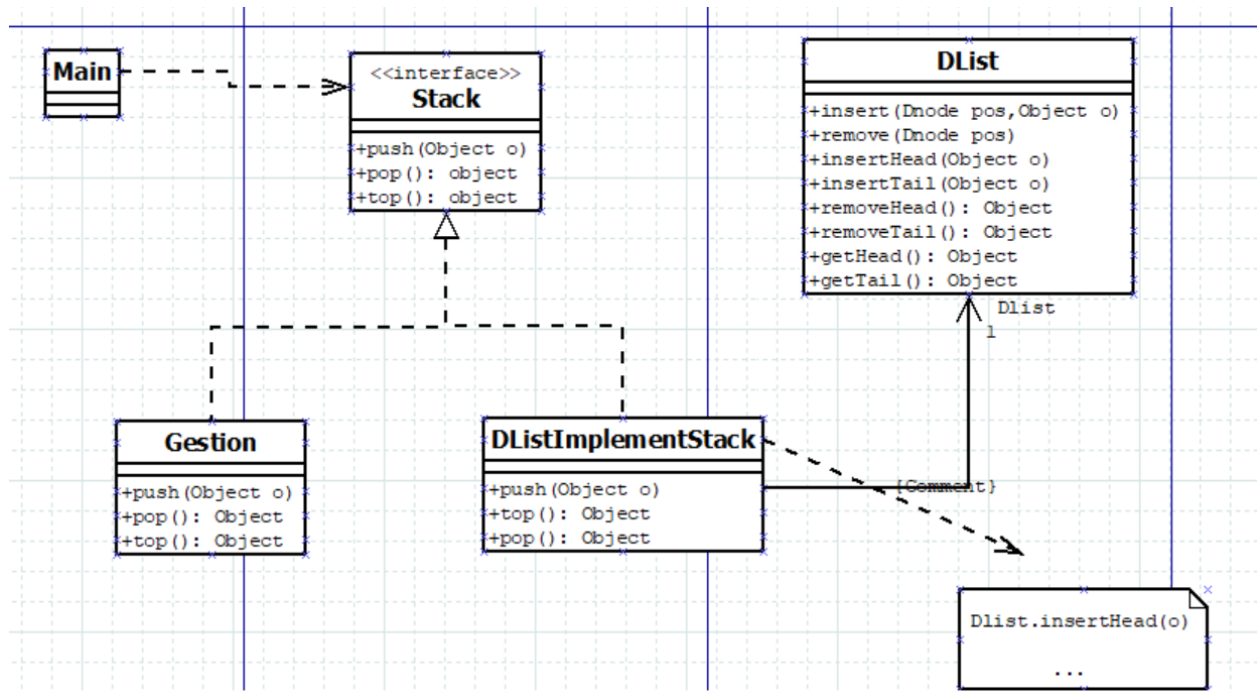 Main
<<interface>>
Stack
+push(Object o)
+pop(): object
+top(): object
DList
+insert(Dnode pos,Object o)
+remove(Dnode pos)
+insertHead(Object o)
+insertTail(Object o)
+removeHead(): Object
+removeTail(): Object
+getHead(): Object
+getTail(): Object
Dlist
1
Gestion
+push(Object o)
+pop(): Object
+top(): Object
DListImplementStack
+push(Object o)
+top(): Object
+pop(): Object
{Comment}
Dlist.insertHead(o)
...